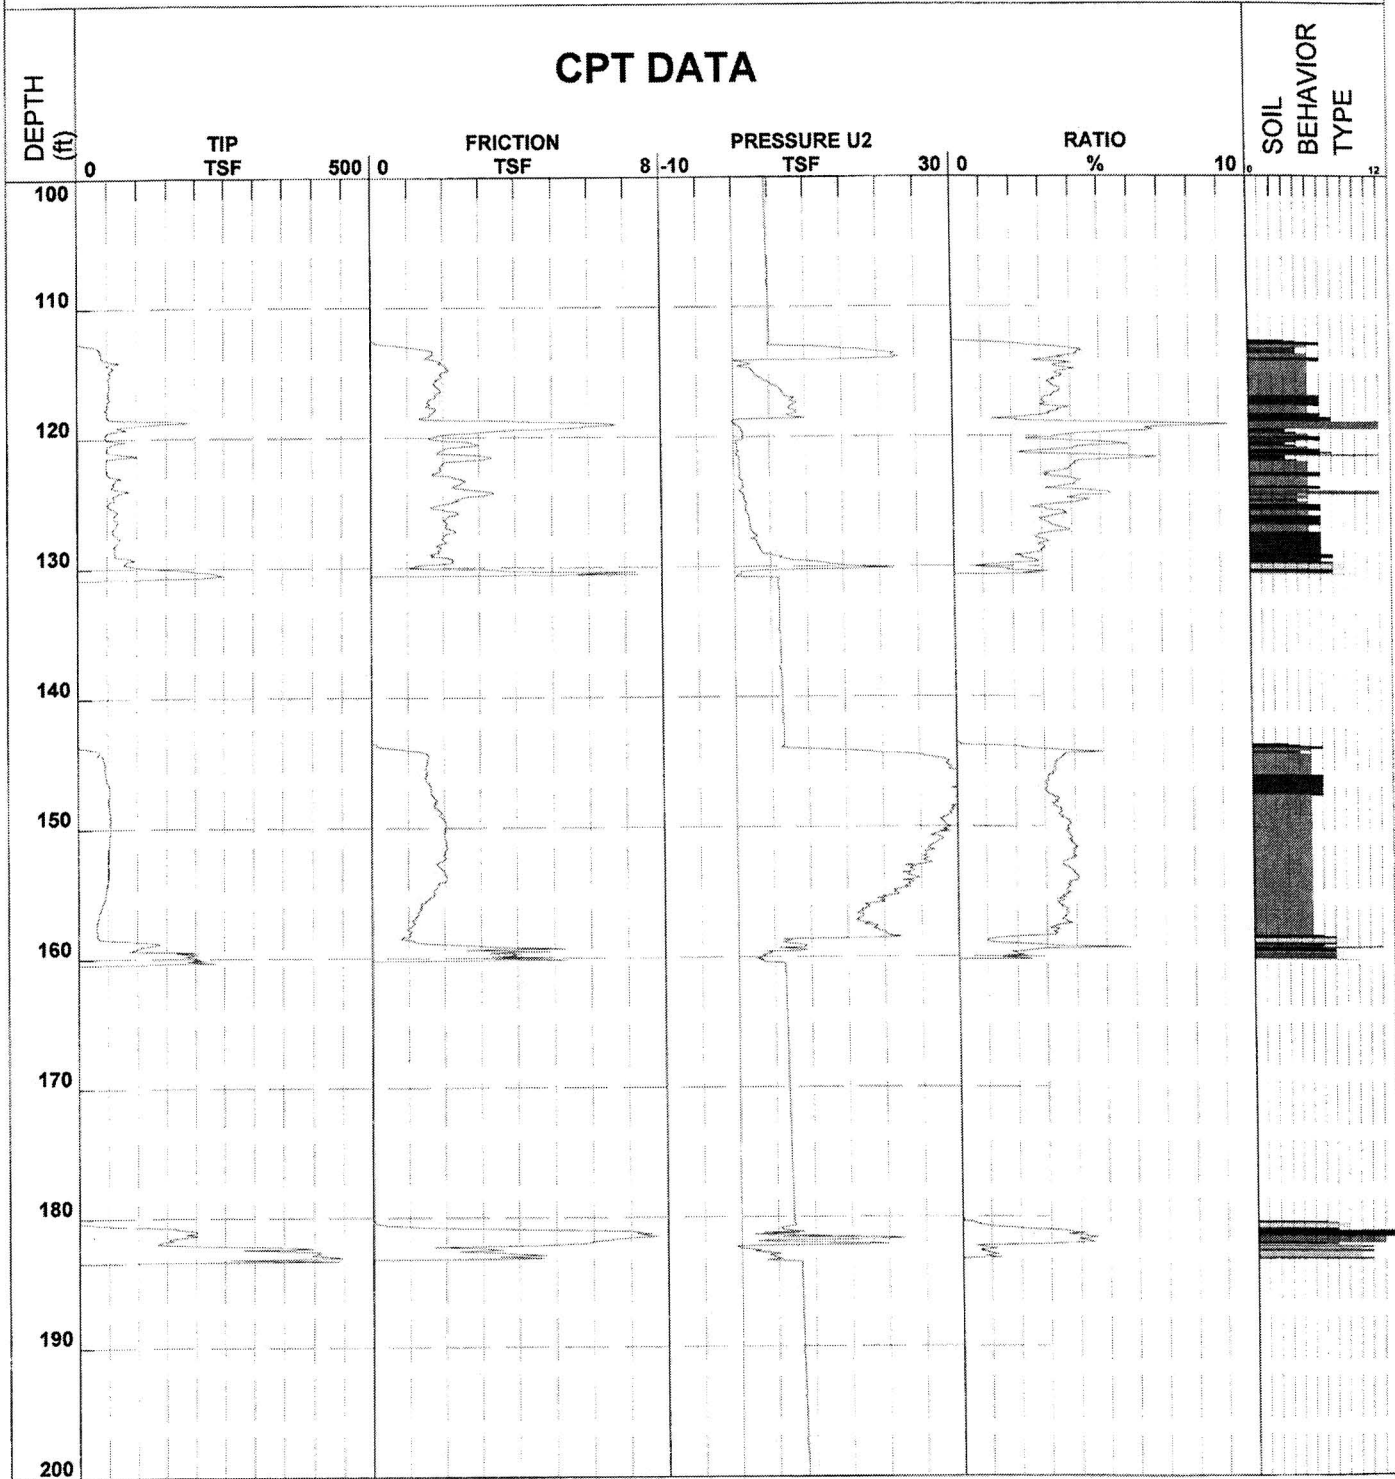 CPT DATA
DEPTH
(ft)
TIP
TSF
0
500
FRICTION
TSF
0
8
PRESSURE U2
TSF
-10
30
RATIO
%
0
10
SOIL
BEHAVIOR
TYPE
0
12
100
110
120
130
140
150
160
170
180
190
200